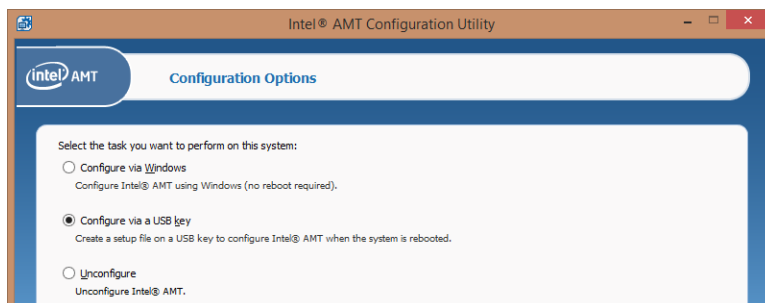 Intel® AMT Configuration Utility
intel AMT
Configuration Options
Select the task you want to perform on this system:
Configure via Windows
Configure Intel® AMT using Windows (no reboot required).
Configure via a USB key
Create a setup file on a USB key to configure Intel® AMT when the system is rebooted.
Unconfigure
Unconfigure Intel® AMT.